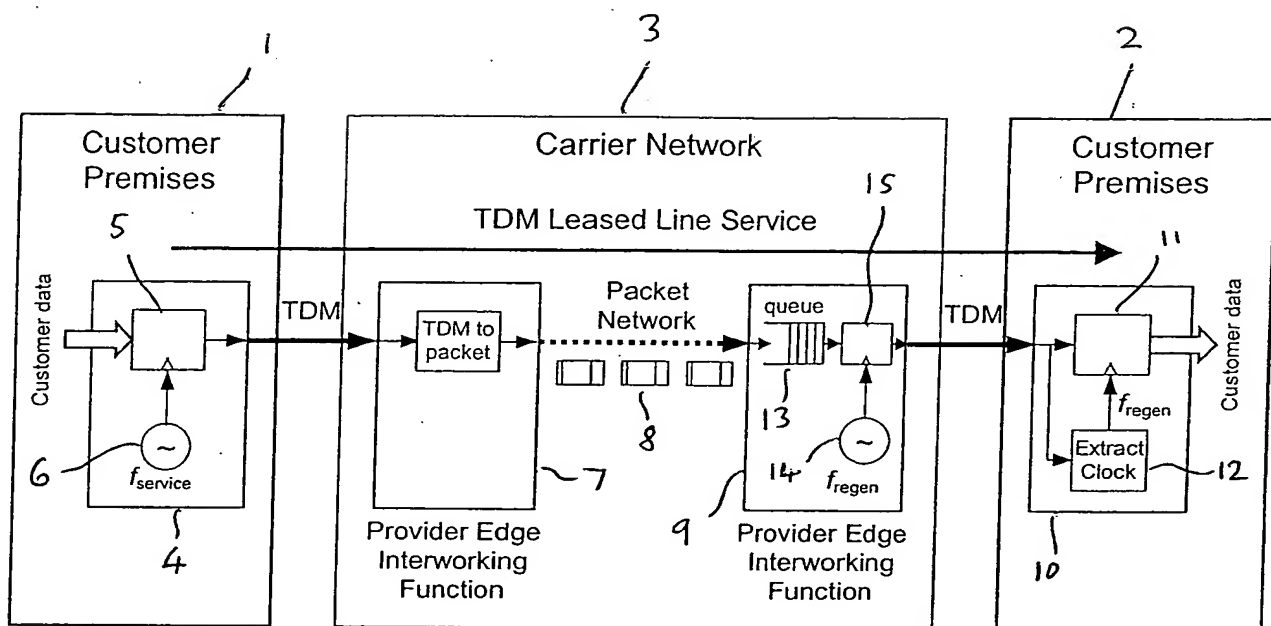 1
3
2
Customer
Premises
Carrier Network
Customer
Premises
15
TDM Leased Line Service
5
11
Customer data
TDM
TDM to
packet
Packet
Network
queue
TDM
Customer data
13
8
6
~
fservice
14
~
fregen
fregen
Extract
Clock
12
4
7
9
10
Provider Edge
Interworking
Function
Provider Edge
Interworking
Function